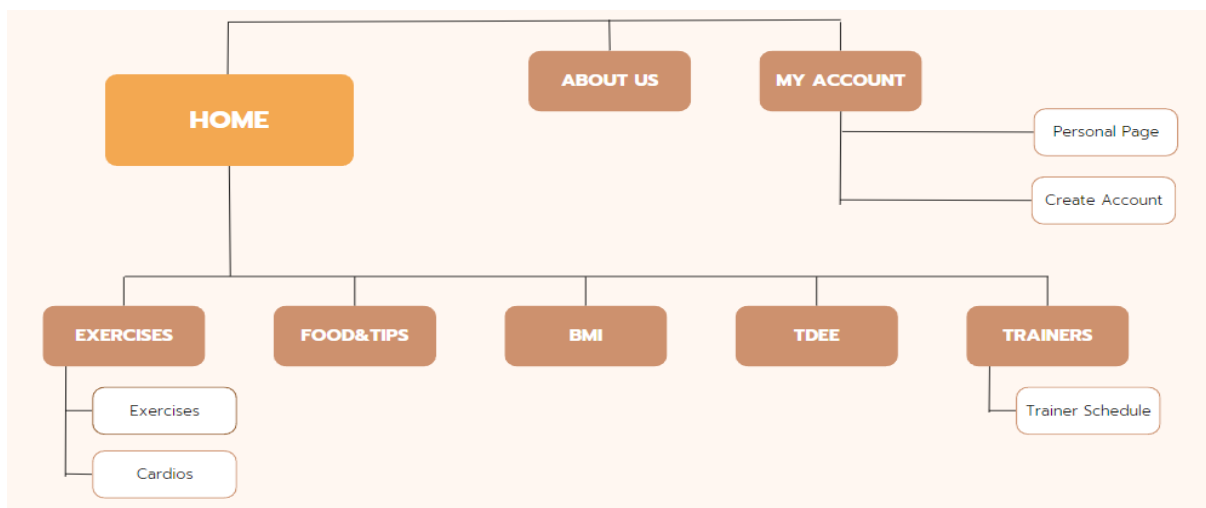 HOME
ABOUT US
MY ACCOUNT
Personal Page
Create Account
EXERCISES
FOOD&TIPS
BMI
TDEE
TRAINERS
Exercises
Cardios
Trainer Schedule